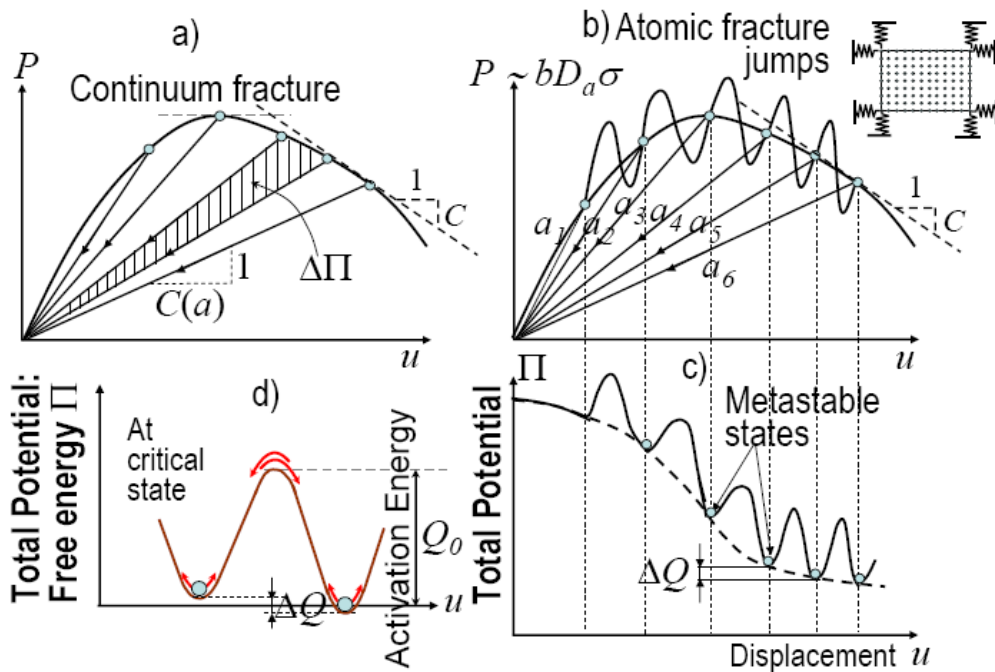 a)
P
Continuum fracture
1
C
ΔΠ
1
C(a)
u
b) Atomic fracture
jumps
P ~ bD_aσ
1
C
a_1
a_2
a_3
a_4
a_5
a_6
u
Total Potential:
Free energy Π
d)
At
critical
state
Activation Energy
Q_0
ΔQ
u
Total Potential
Π
c)
Metastable
states
ΔQ
Displacement u